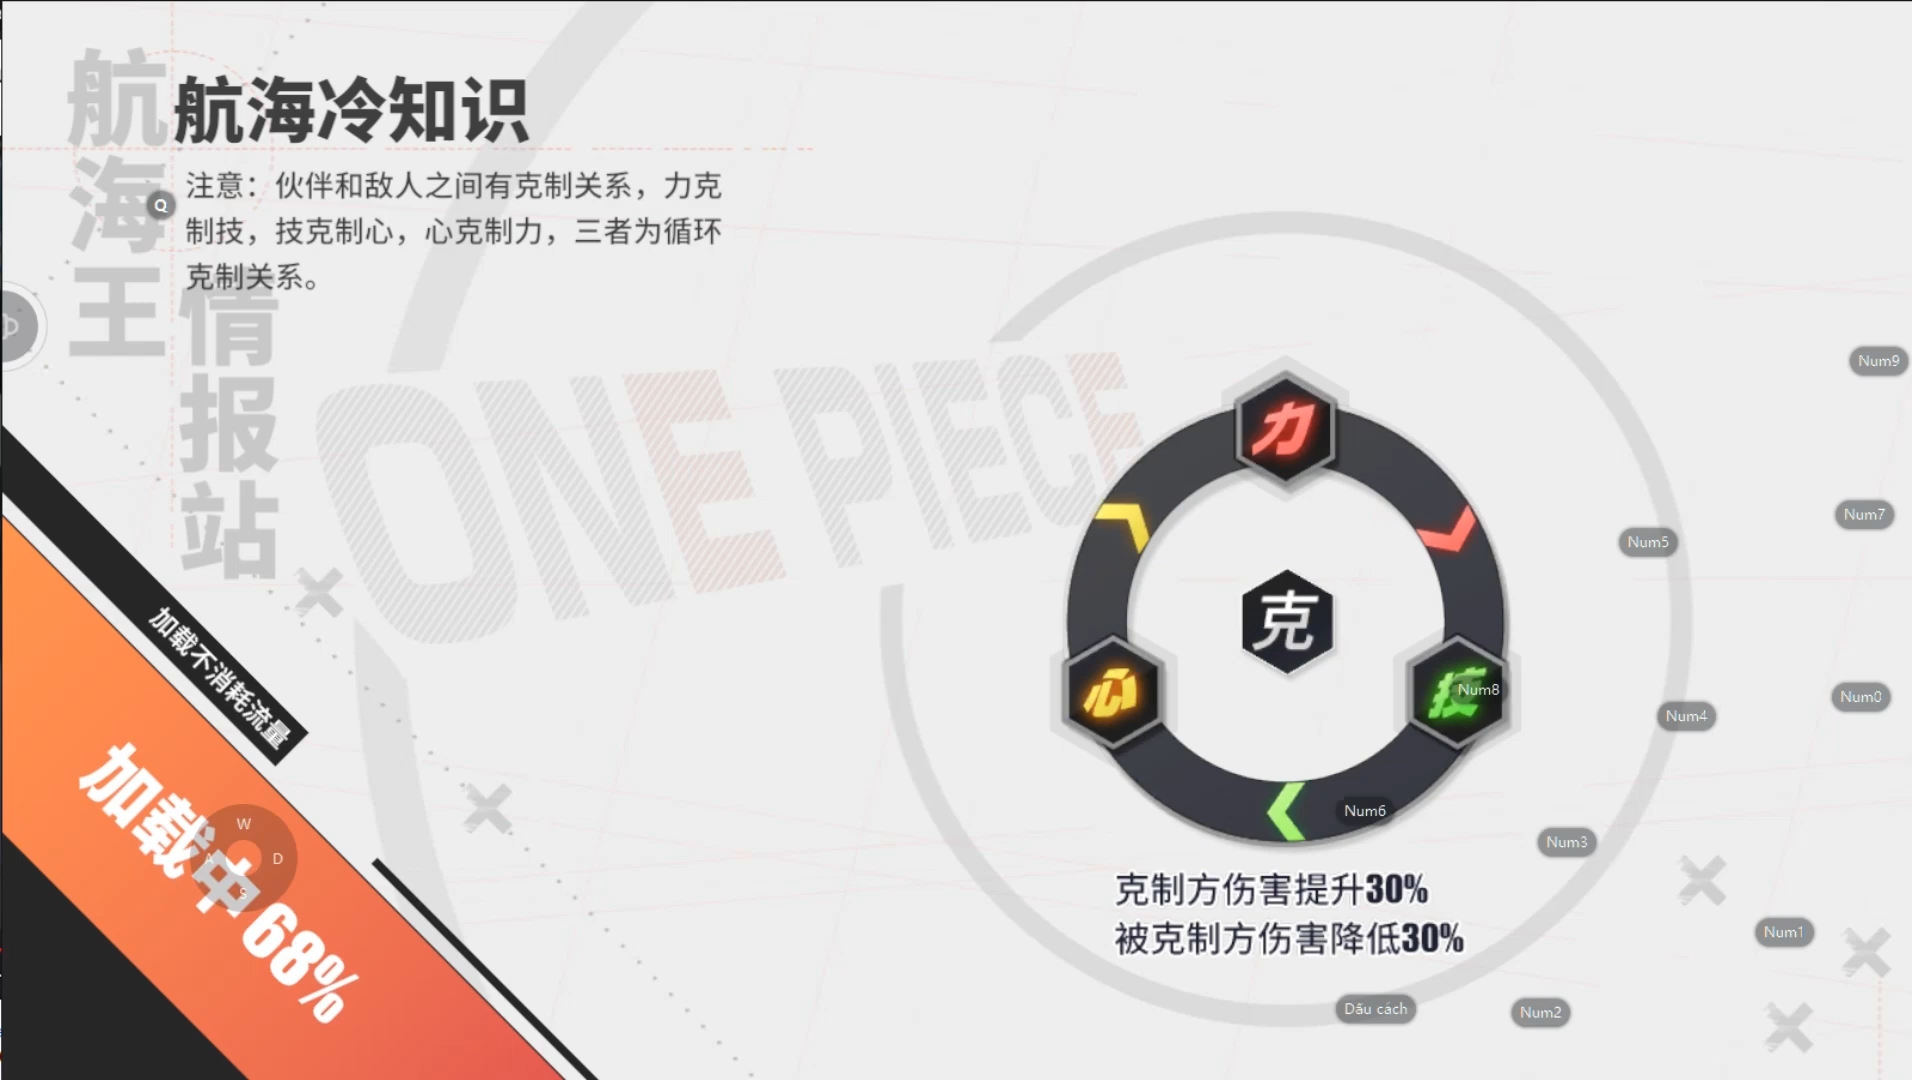 航海王
情报站
航海冷知识
注意：伙伴和敌人之间有克制关系，力克
制技，技克制心，心克制力，三者为循环
克制关系。
Q
ONE PIECE
力
克
心
技
Num8
Num6
克制方伤害提升30%
被克制方伤害降低30%
Num9
Num7
Num5
Num0
Num4
Num3
Num1
Dấu cách
Num2
加载不消耗流量
加载中 68%
W
A
D
S